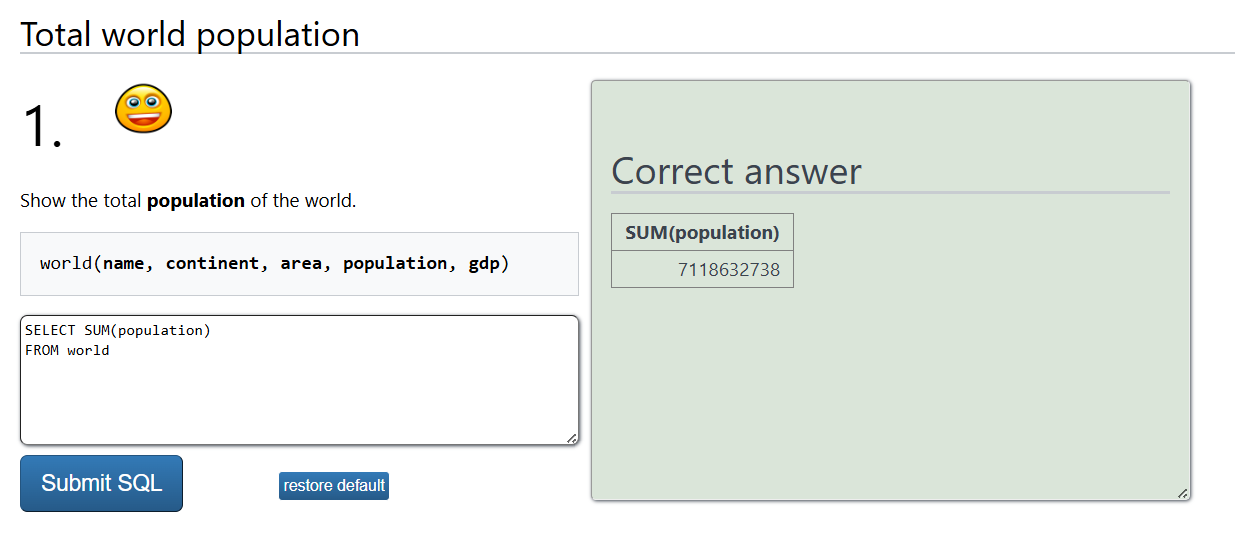 Total world population
1.
Show the total population of the world.
world(name, continent, area, population, gdp)
SELECT SUM(population)
FROM world
Submit SQL
restore default
Correct answer
SUM(population)
7118632738